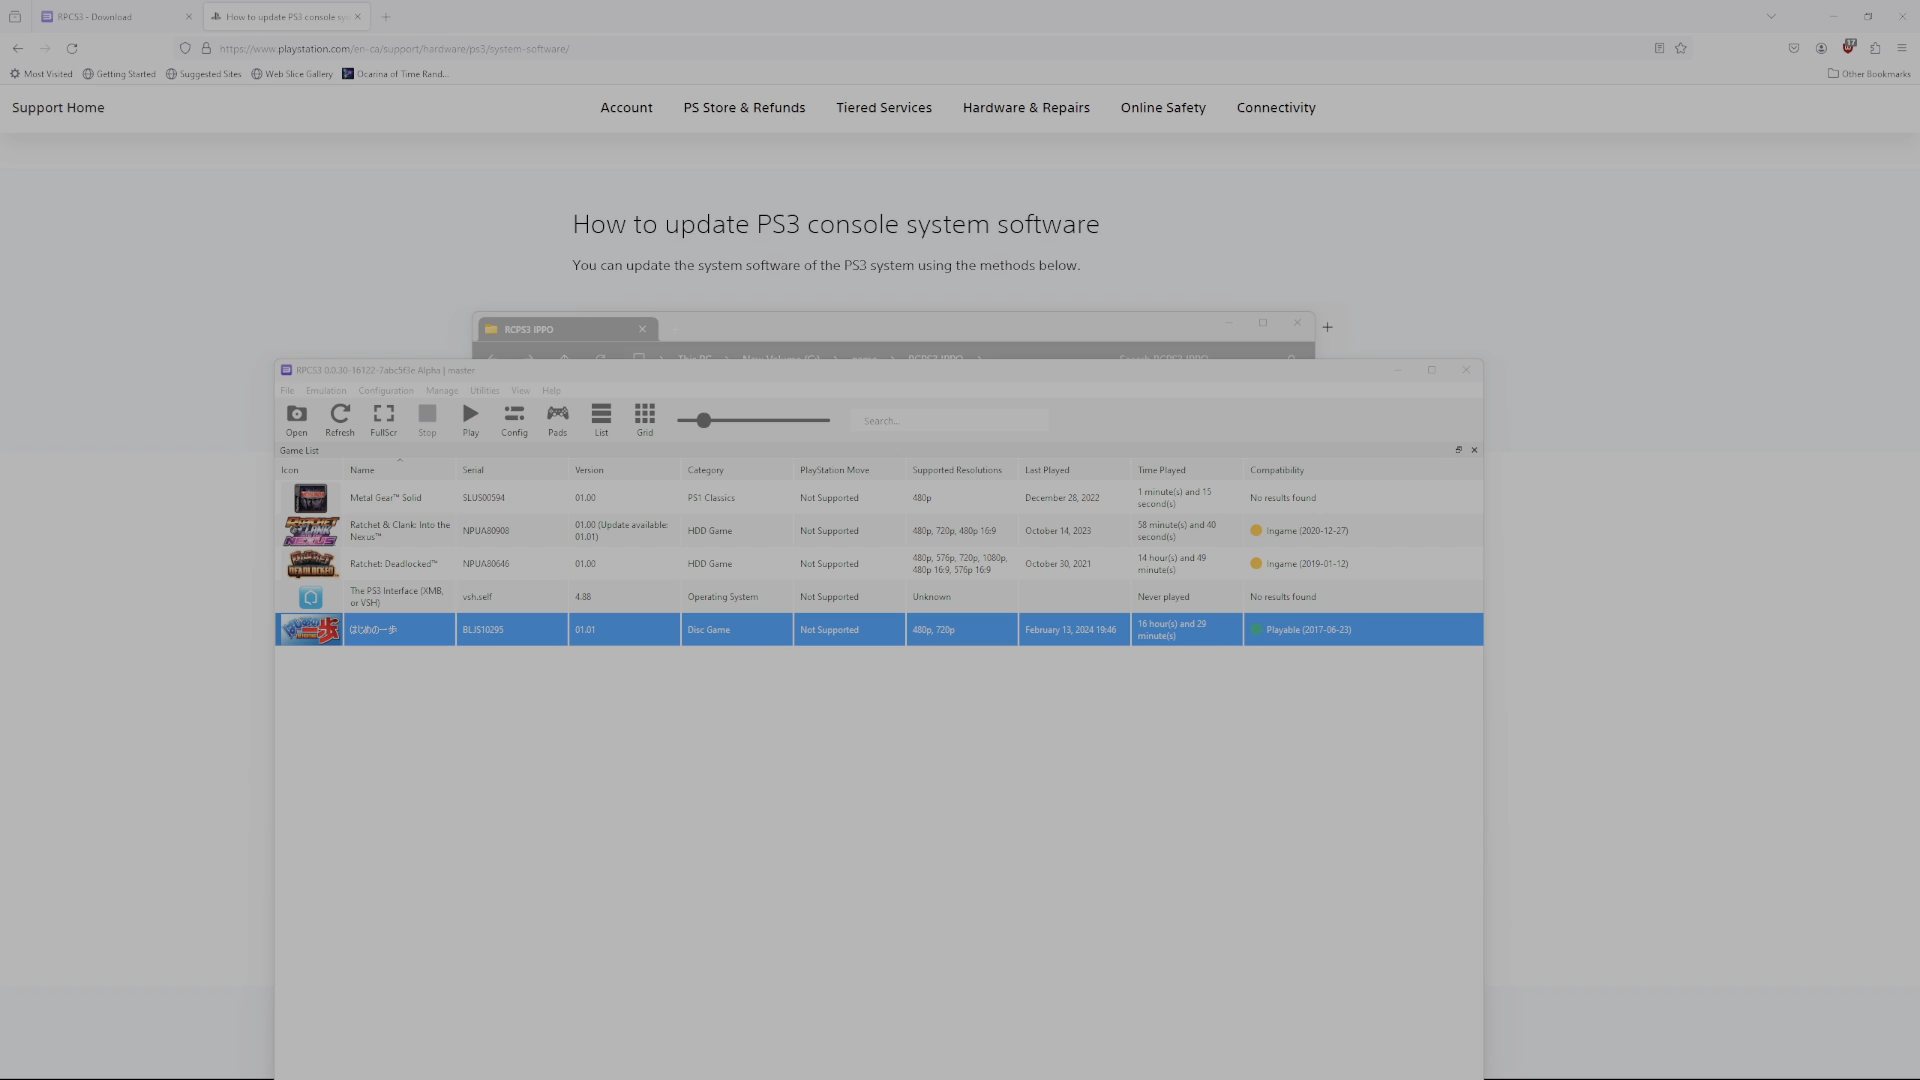 RPCS3 - Download
How to update PS3 console sy
https://www.playstation.com/en-ca/support/hardware/ps3/system-software/
Most Visited
Getting Started
Suggested Sites
Web Slice Gallery
Ocarina of Time Rand...
Other Bookmarks
Support Home
Account
PS Store & Refunds
Tiered Services
Hardware & Repairs
Online Safety
Connectivity
How to update PS3 console system software
You can update the system software of the PS3 system using the methods below.
RCPS3 IPPO
RPCS3 0.0.30-16122-7abc5f3e Alpha | master
File Emulation Configuration Manage Utilities View Help
Open Refresh FullScr Stop Play Config Pads List Grid
Search...
Game List
Icon Name Serial Version Category PlayStation Move Supported Resolutions Last Played Time Played Compatibility
Metal Gear™ Solid SLUS00594 01.00 PS1 Classics Not Supported 480p December 28, 2022 1 minute(s) and 15
second(s) No results found
Ratchet & Clank: Into the
Nexus™ NPUA80908 01.00 (Update available:
01.01) HDD Game Not Supported 480p, 720p, 480p 16:9 October 14, 2023 58 minute(s) and 40
second(s) Ingame (2020-12-27)
Ratchet: Deadlocked™ NPUA80646 01.00 HDD Game Not Supported 480p, 576p, 720p, 1080p,
480p 16:9, 576p 16:9 October 30, 2021 14 hour(s) and 49
minute(s) Ingame (2019-01-12)
The PS3 Interface (XMB,
or VSH) vsh.self 4.88 Operating System Not Supported Unknown Never played No results found
はじめの一歩 BLJS10295 01.01 Disc Game Not Supported 480p, 720p February 13, 2024 19:46 16 hour(s) and 29
minute(s) Playable (2017-06-23)